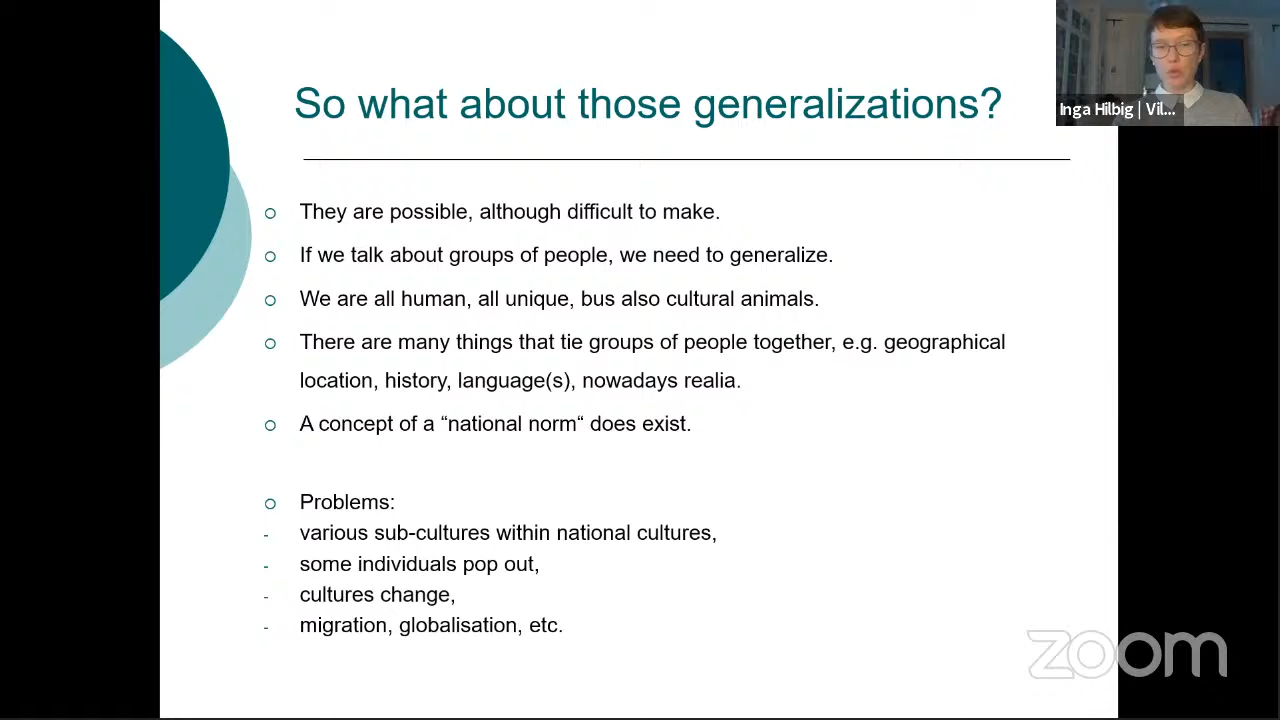 So what about those generalizations?
Inga Hilbig | Vil...
They are possible, although difficult to make.
If we talk about groups of people, we need to generalize.
We are all human, all unique, bus also cultural animals.
There are many things that tie groups of people together, e.g. geographical
location, history, language(s), nowadays realia.
A concept of a “national norm“ does exist.
Problems:
- various sub-cultures within national cultures,
- some individuals pop out,
- cultures change,
- migration, globalisation, etc.
zoom